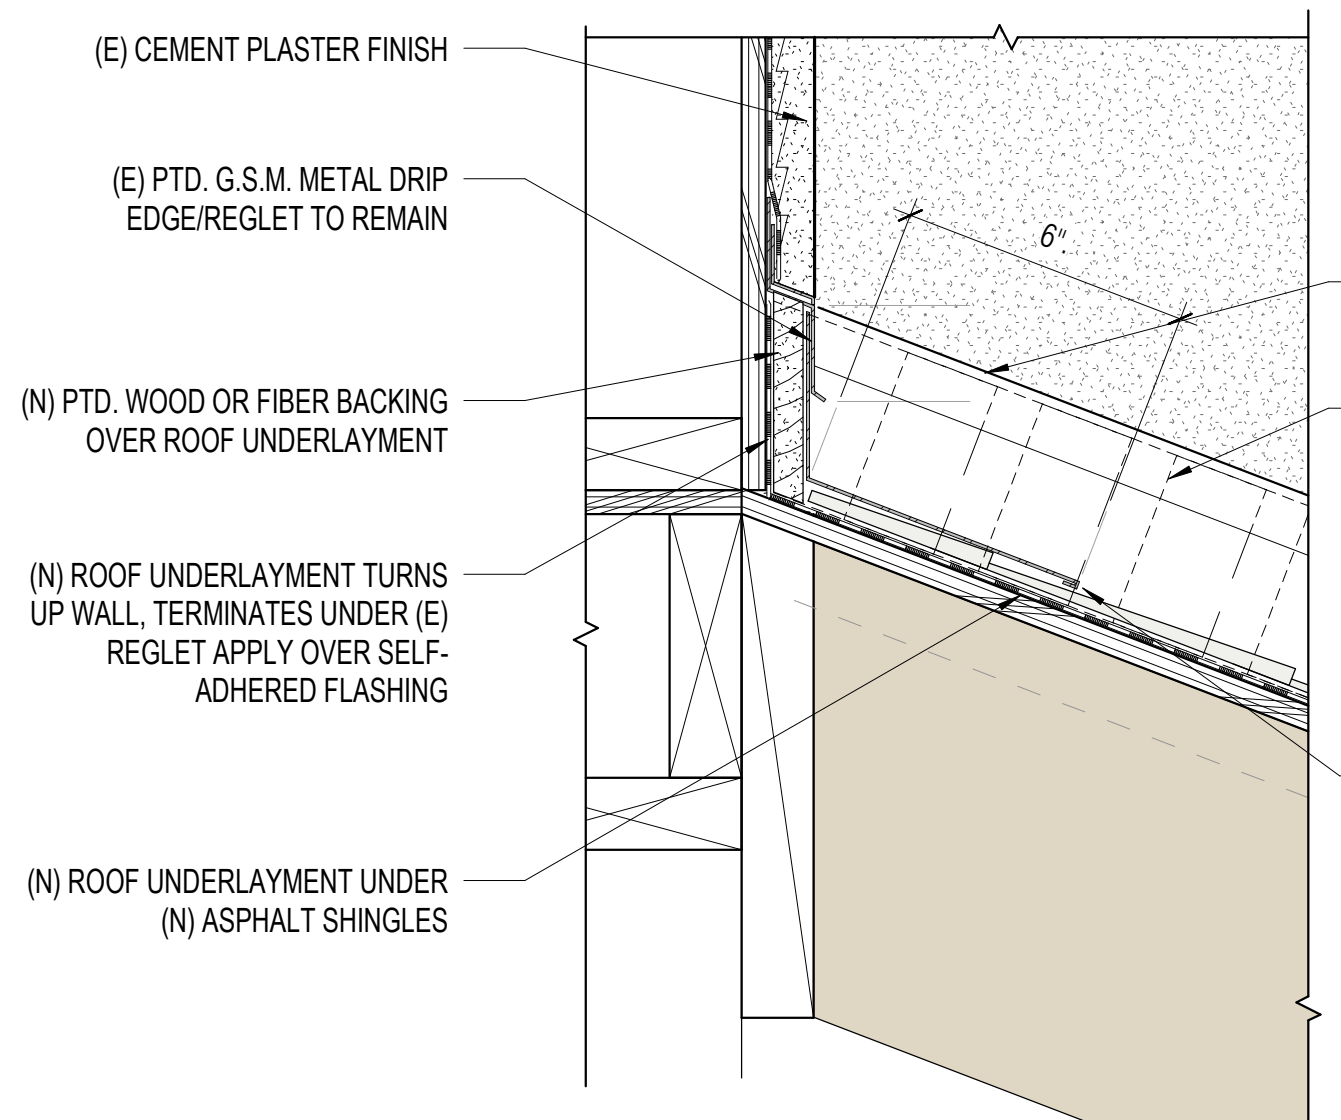 (E) CEMENT PLASTER FINISH
(E) PTD. G.S.M. METAL DRIP
EDGE/REGLET TO REMAIN
6".
(N) PTD. WOOD OR FIBER BACKING
OVER ROOF UNDERLAYMENT
(N) ROOF UNDERLAYMENT TURNS
UP WALL, TERMINATES UNDER (E)
REGLET APPLY OVER SELF-
ADHERED FLASHING
(N) ROOF UNDERLAYMENT UNDER
(N) ASPHALT SHINGLES